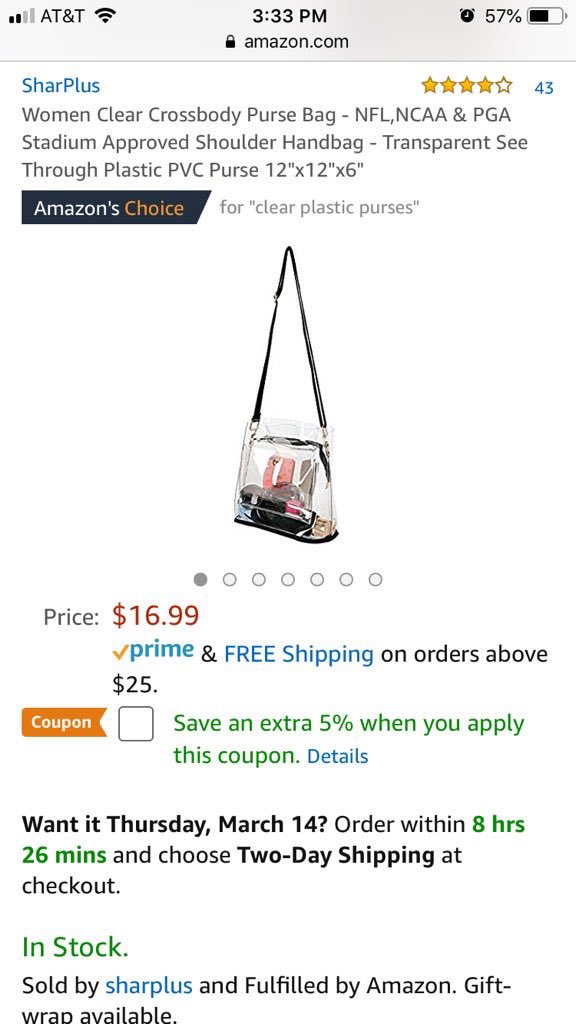 AT&T 3:33 PM 57%
amazon.com
SharPlus 43
Women Clear Crossbody Purse Bag - NFL,NCAA & PGA
Stadium Approved Shoulder Handbag - Transparent See
Through Plastic PVC Purse 12"x12"x6"
Amazon's Choice for "clear plastic purses"
Price: $16.99
prime & FREE Shipping on orders above
$25.
Coupon Save an extra 5% when you apply
this coupon. Details
Want it Thursday, March 14? Order within 8 hrs
26 mins and choose Two-Day Shipping at
checkout.
In Stock.
Sold by sharplus and Fulfilled by Amazon. Gift-
wrap available.